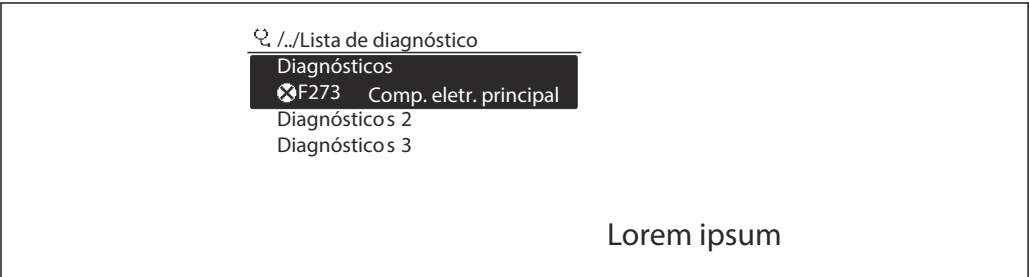 /../Lista de diagnóstico
Diagnósticos
F273 Comp. eletr. principal
Diagnósticos 2
Diagnósticos 3
Lorem ipsum